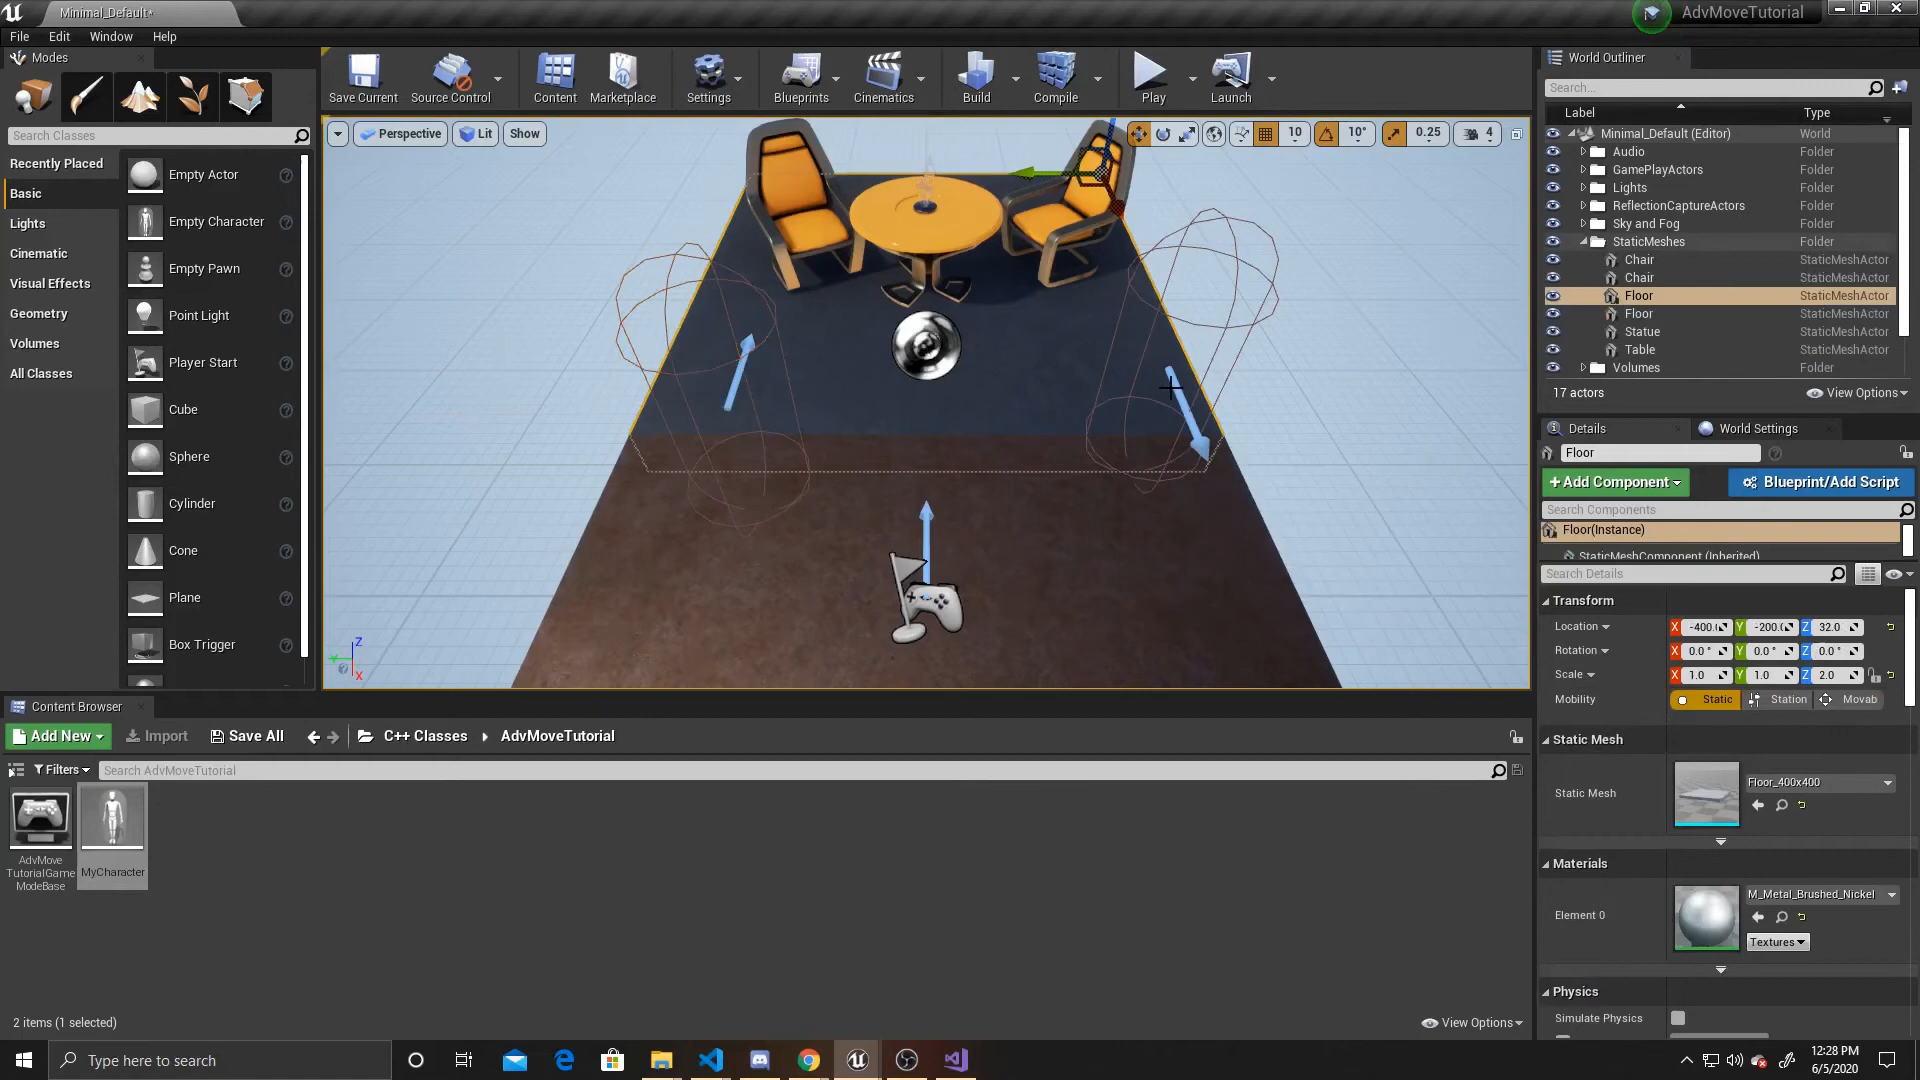 Minimal_Default*
AdvMoveTutorial
File Edit Window Help
Modes
Search Classes
Recently Placed
Basic
Lights
Cinematic
Visual Effects
Geometry
Volumes
All Classes
Empty Actor
Empty Character
Empty Pawn
Point Light
Player Start
Cube
Sphere
Cylinder
Cone
Plane
Box Trigger
Save Current Source Control Content Marketplace Settings Blueprints Cinematics Build Compile Play Launch
Perspective Lit Show
10 10° 0.25 4
Z
Y
X
World Outliner
Search...
Label Type
Minimal_Default (Editor) World
Audio Folder
GamePlayActors Folder
Lights Folder
ReflectionCaptureActors Folder
Sky and Fog Folder
StaticMeshes Folder
Chair StaticMeshActor
Chair StaticMeshActor
Floor StaticMeshActor
Floor StaticMeshActor
Statue StaticMeshActor
Table StaticMeshActor
Volumes Folder
17 actors View Options
Details World Settings
Floor
+Add Component Blueprint/Add Script
Search Components
Floor(Instance)
StaticMeshComponent (Inherited)
Search Details
Transform
Location X -400.( Y -200.( Z 32.0
Rotation X 0.0 ° Y 0.0 ° Z 0.0 °
Scale X 1.0 Y 1.0 Z 2.0
Mobility Static Station Movab
Static Mesh
Static Mesh Floor_400x400
Materials
Element 0 M_Metal_Brushed_Nickel
Textures
Physics
Simulate Physics
Content Browser
Add New Import Save All C++ Classes AdvMoveTutorial
Filters Search AdvMoveTutorial
AdvMove
TutorialGame
ModeBase
MyCharacter
2 items (1 selected) View Options
Type here to search
12:28 PM
6/5/2020